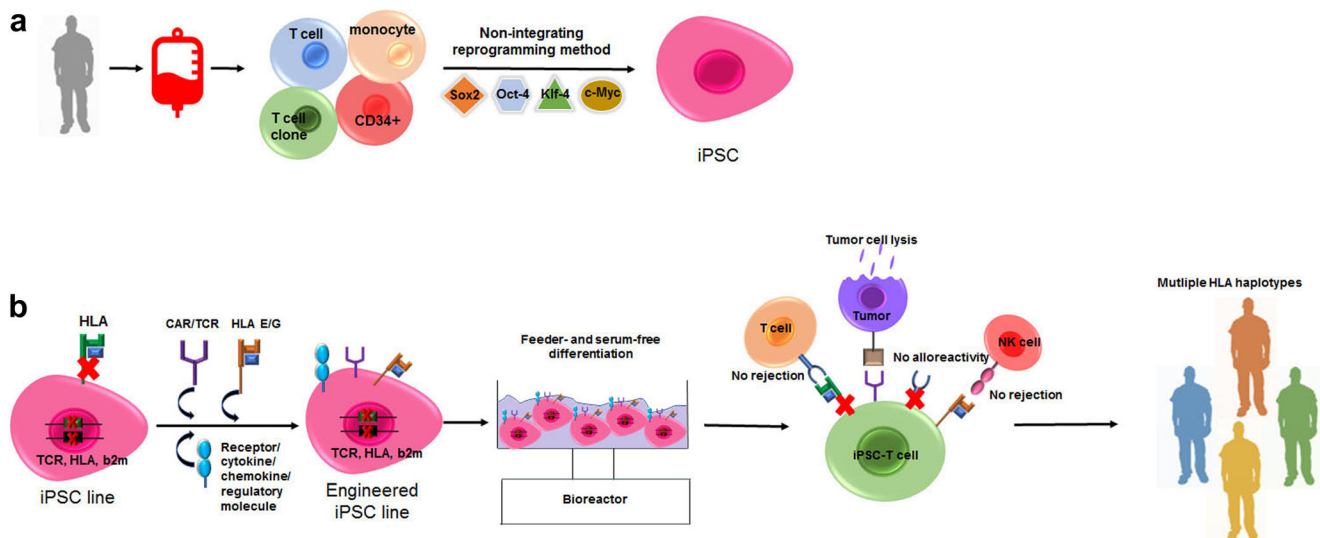 a
T cell
monocyte
T cell
clone
CD34+
Non-integrating
reprogramming method
Sox2
Oct-4
Klf-4
c-Myc
iPSC
b
HLA
TCR, HLA, b2m
iPSC line
CAR/TCR
HLA E/G
Receptor/
cytokine/
chemokine/
regulatory
molecule
TCR, HLA, b2m
Engineered
iPSC line
Feeder- and serum-free
differentiation
Bioreactor
Tumor cell lysis
Tumor
T cell
No rejection
No alloreactivity
NK cell
No rejection
iPSC-T cell
Mutliple HLA haplotypes